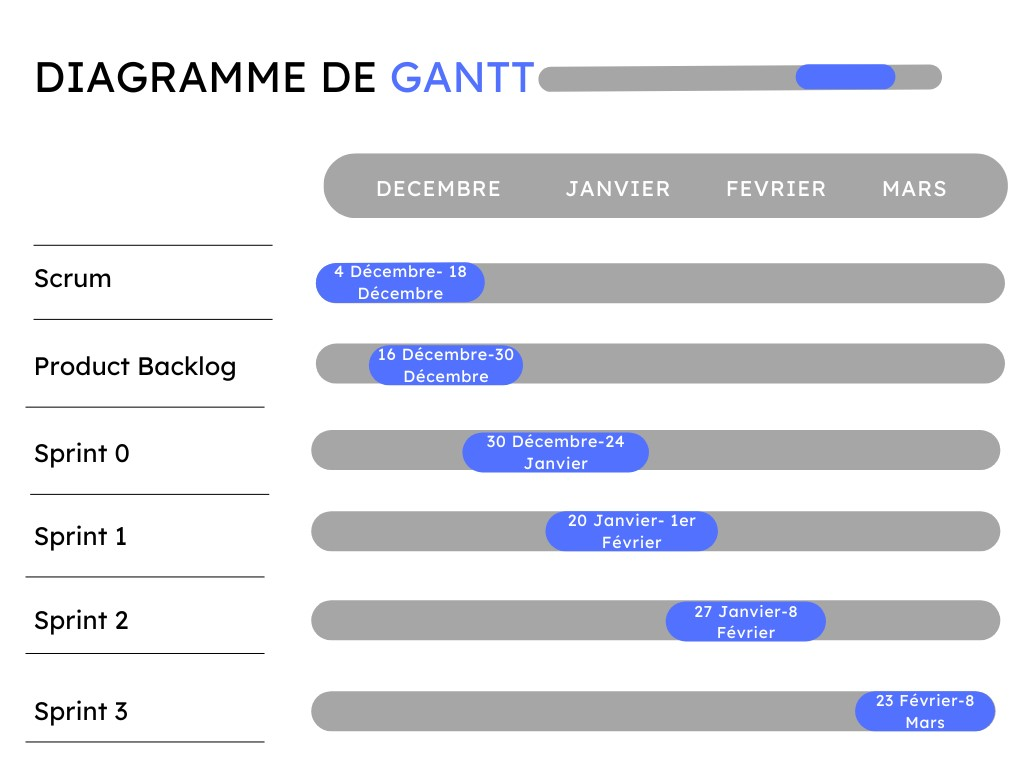 DIAGRAMME DE GANTT
DECEMBRE JANVIER FEVRIER MARS
Scrum
4 Décembre- 18
Décembre
Product Backlog
16 Décembre-30
Décembre
Sprint 0
30 Décembre-24
Janvier
Sprint 1
20 Janvier- 1er
Février
Sprint 2
27 Janvier-8
Février
Sprint 3
23 Février-8
Mars